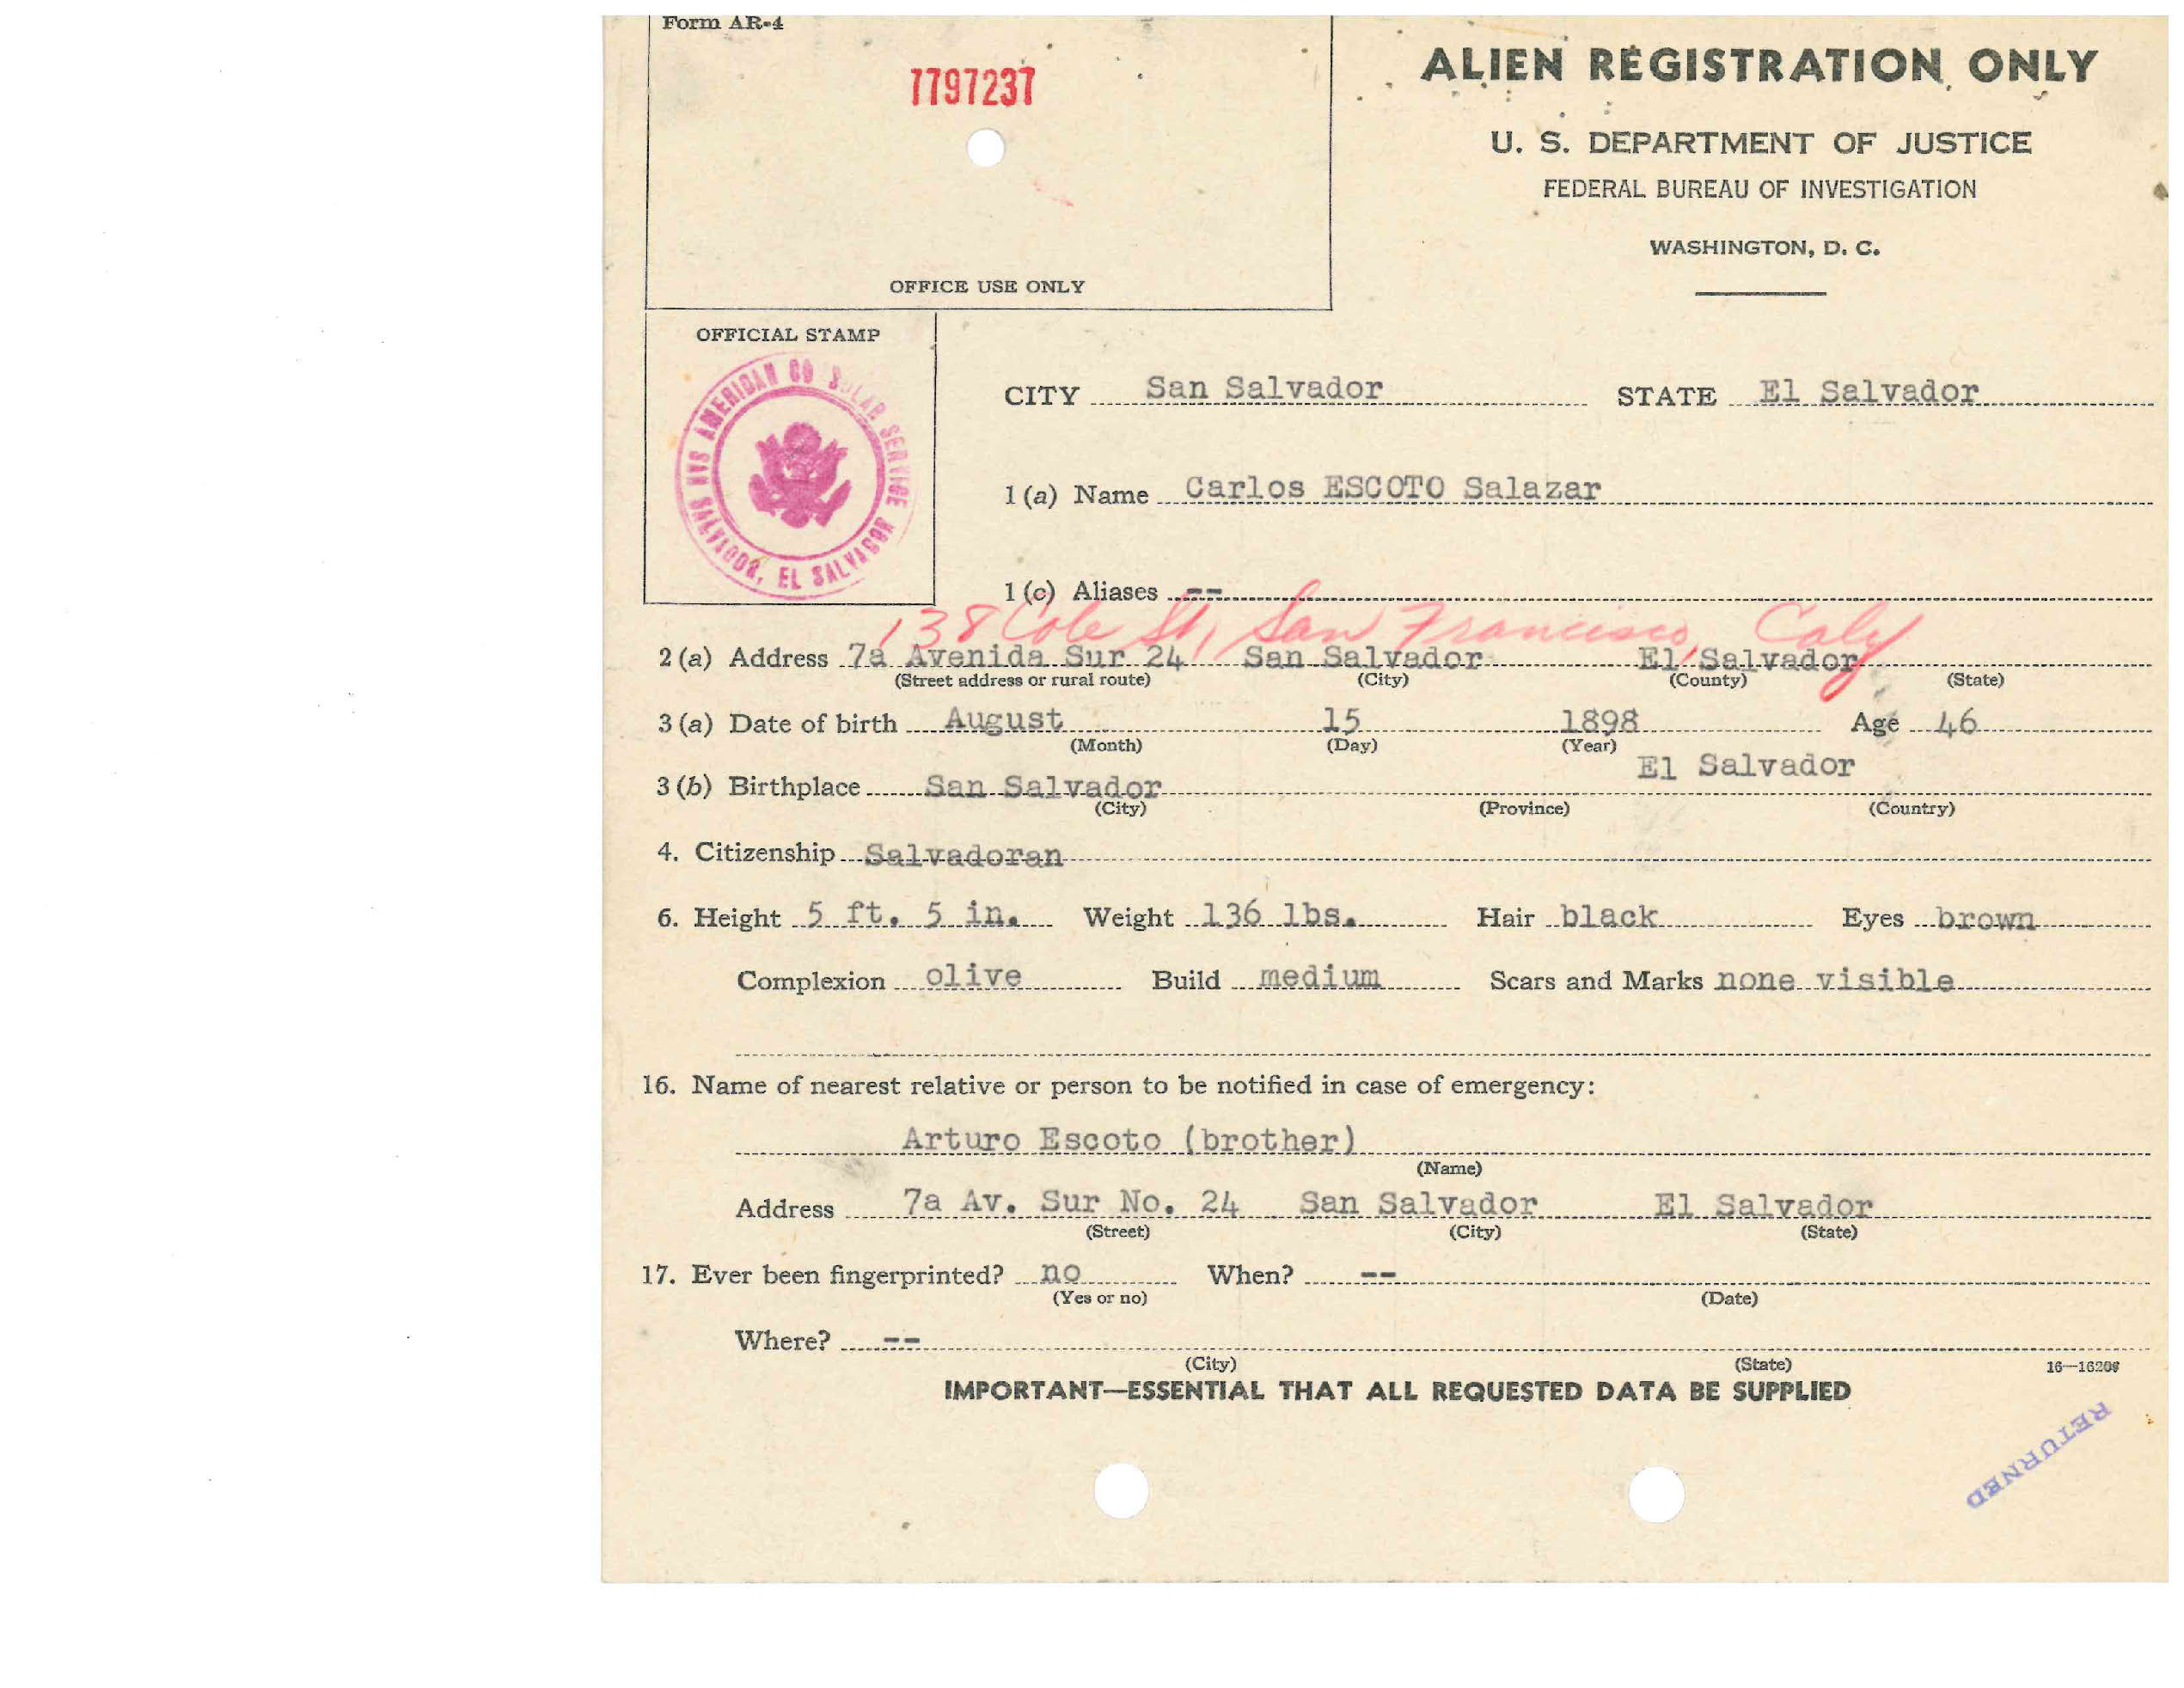 Form AR-4
7797237
OFFICE USE ONLY
ALIEN REGISTRATION ONLY
U. S. DEPARTMENT OF JUSTICE
FEDERAL BUREAU OF INVESTIGATION
WASHINGTON, D. C.
OFFICIAL STAMP
AMERICAN CO SULAR SERVICE
SAN SALVADOR, EL SALVADOR
CITY San Salvador STATE El Salvador
1 (a) Name Carlos ESCOTO Salazar
1 (c) Aliases --
138 Cole St, San Francisco, Caly
2 (a) Address 7a Avenida Sur 24 San Salvador El Salvador
(Street address or rural route) (City) (County) (State)
3 (a) Date of birth August 15 1898 Age 46
(Month) (Day) (Year)
El Salvador
3 (b) Birthplace San Salvador
(City) (Province) (Country)
4. Citizenship Salvadoran
6. Height 5 ft. 5 in. Weight 136 lbs. Hair black Eyes brown
Complexion olive Build medium Scars and Marks none visible
16. Name of nearest relative or person to be notified in case of emergency:
Arturo Escoto (brother)
(Name)
Address 7a Av. Sur No. 24 San Salvador El Salvador
(Street) (City) (State)
17. Ever been fingerprinted? no When? --
(Yes or no) (Date)
Where? --
(City) (State) 16—16206
IMPORTANT—ESSENTIAL THAT ALL REQUESTED DATA BE SUPPLIED
RETURNED